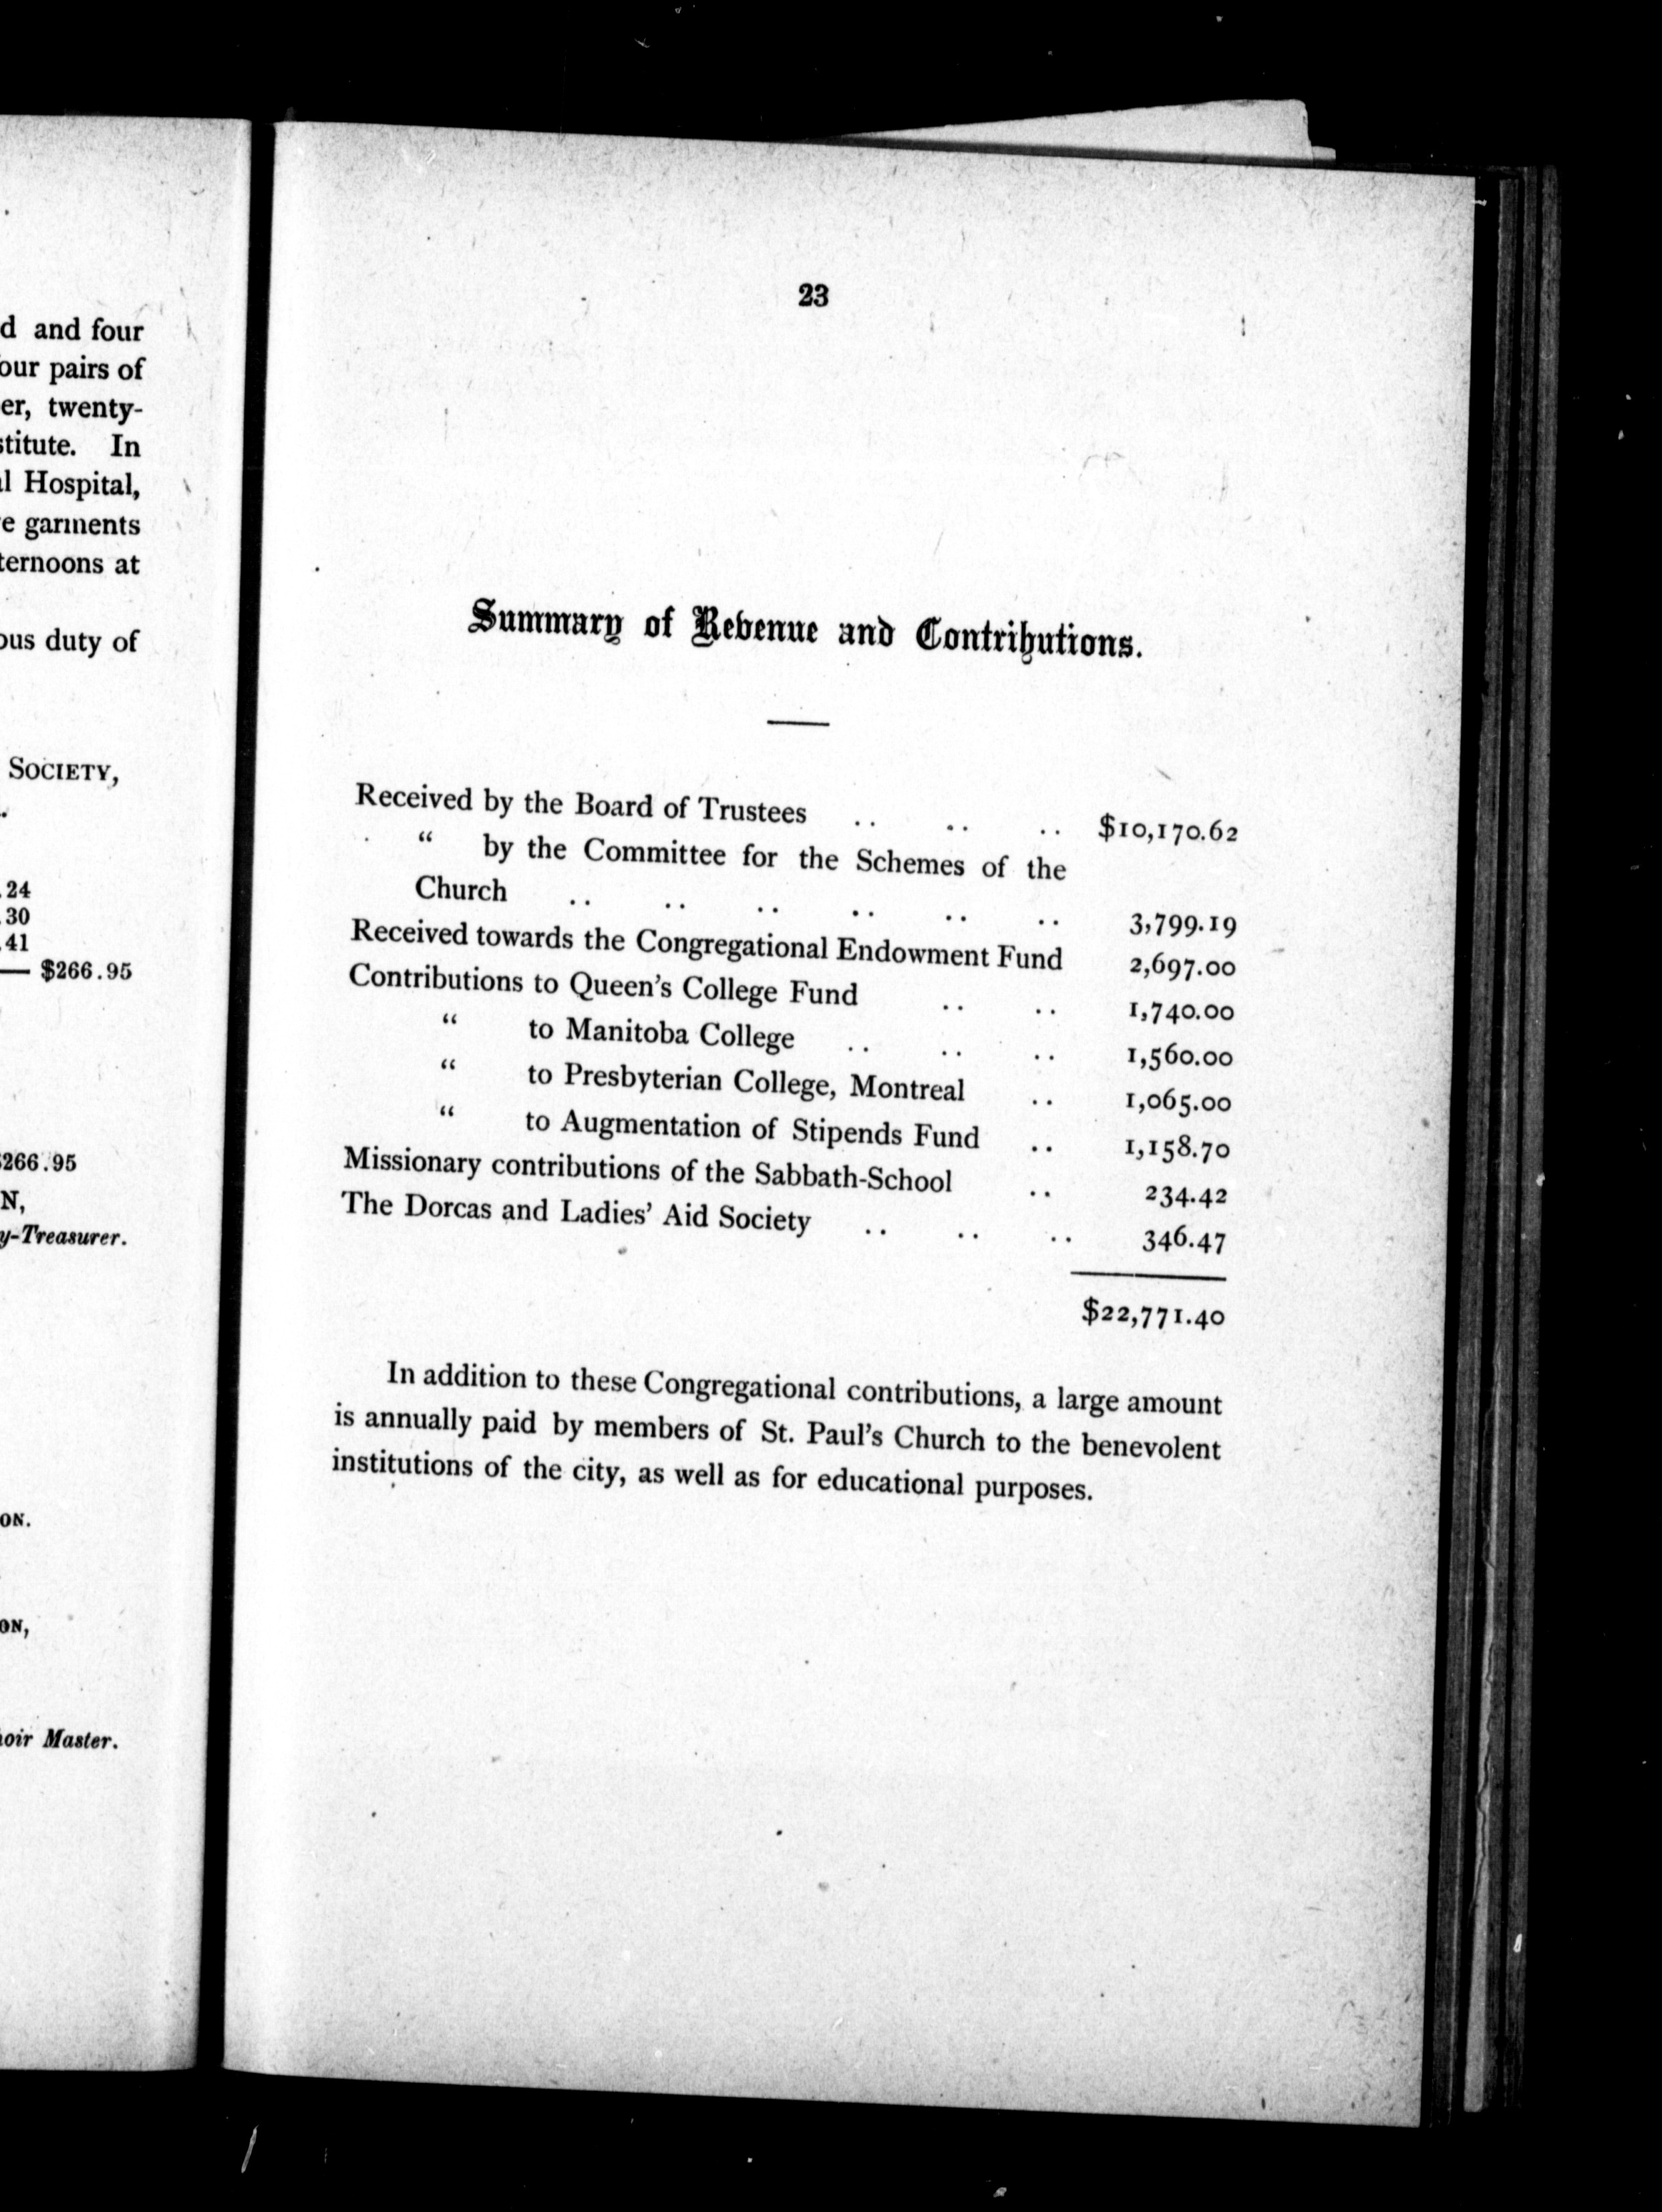 d and four
our pairs of
er, twenty-
stitute. In
l Hospital,
e garments
ternoons at
ous duty of
SOCIETY,
.24
.30
.41
— $266.95
$266.95
N,
y-Treasurer.
ON.
ON,
oir Master.
23
Summary of Revenue and Contributions.
Received by the Board of Trustees .. .. .. $10,170.62
“ by the Committee for the Schemes of the
Church .. .. .. .. .. .. 3,799.19
Received towards the Congregational Endowment Fund 2,697.00
Contributions to Queen's College Fund .. .. 1,740.00
“ to Manitoba College .. .. .. 1,560.00
“ to Presbyterian College, Montreal .. 1,065.00
“ to Augmentation of Stipends Fund .. 1,158.70
Missionary contributions of the Sabbath-School .. 234.42
The Dorcas and Ladies' Aid Society .. .. .. 346.47
$22,771.40
In addition to these Congregational contributions, a large amount
is annually paid by members of St. Paul's Church to the benevolent
institutions of the city, as well as for educational purposes.